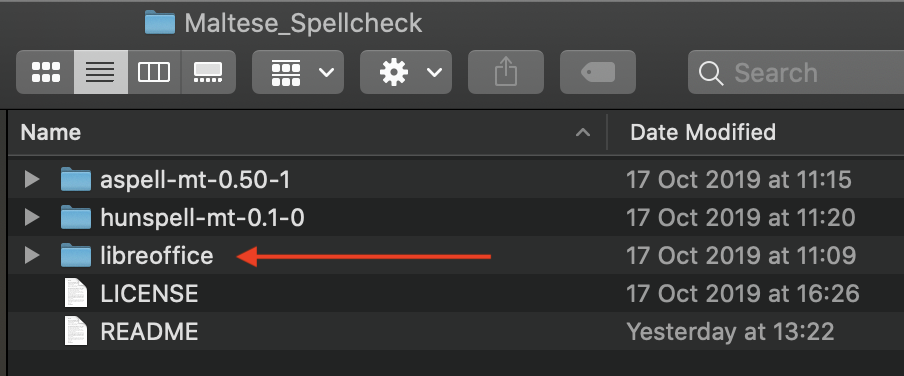 Maltese_Spellcheck
Search
Name Date Modified
aspell-mt-0.50-1 17 Oct 2019 at 11:15
hunspell-mt-0.1-0 17 Oct 2019 at 11:20
libreoffice 17 Oct 2019 at 11:09
LICENSE 17 Oct 2019 at 16:26
README Yesterday at 13:22